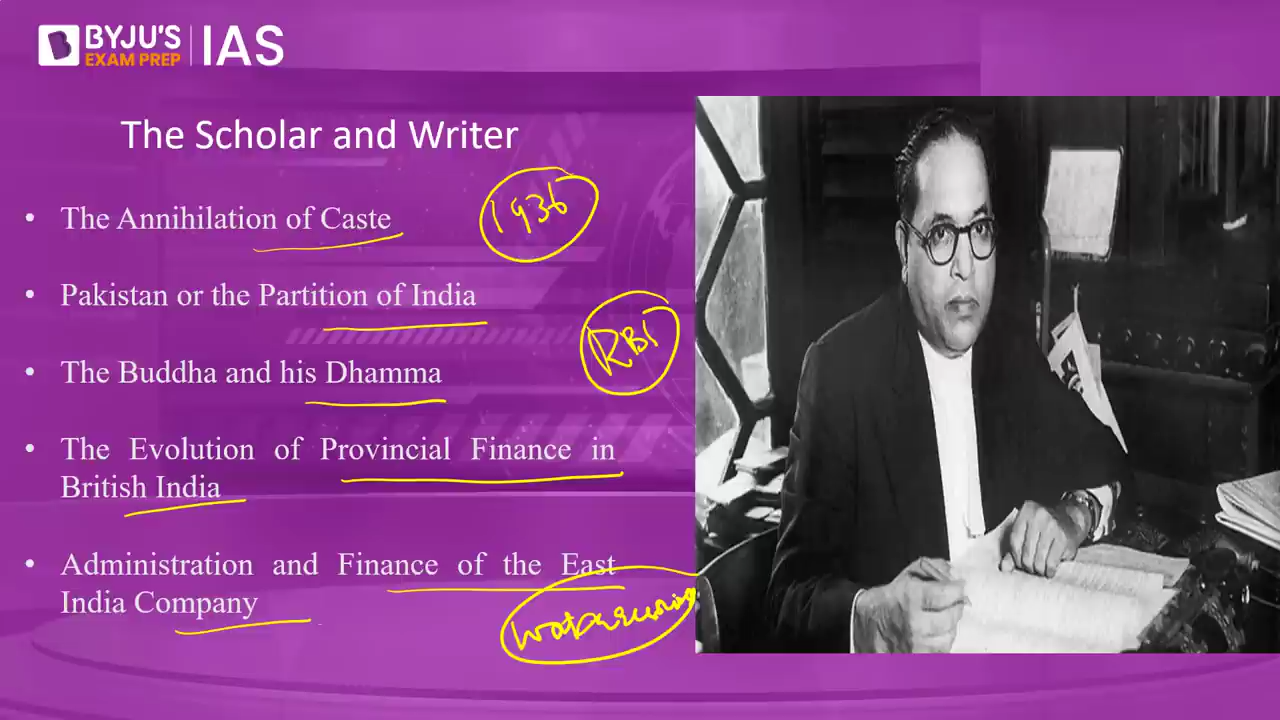 BYJU'S
EXAM PREP
IAS
The Scholar and Writer
• The Annihilation of Caste
1936
• Pakistan or the Partition of India
RBI
• The Buddha and his Dhamma
• The Evolution of Provincial Finance in
British India
• Administration and Finance of the East
India Company